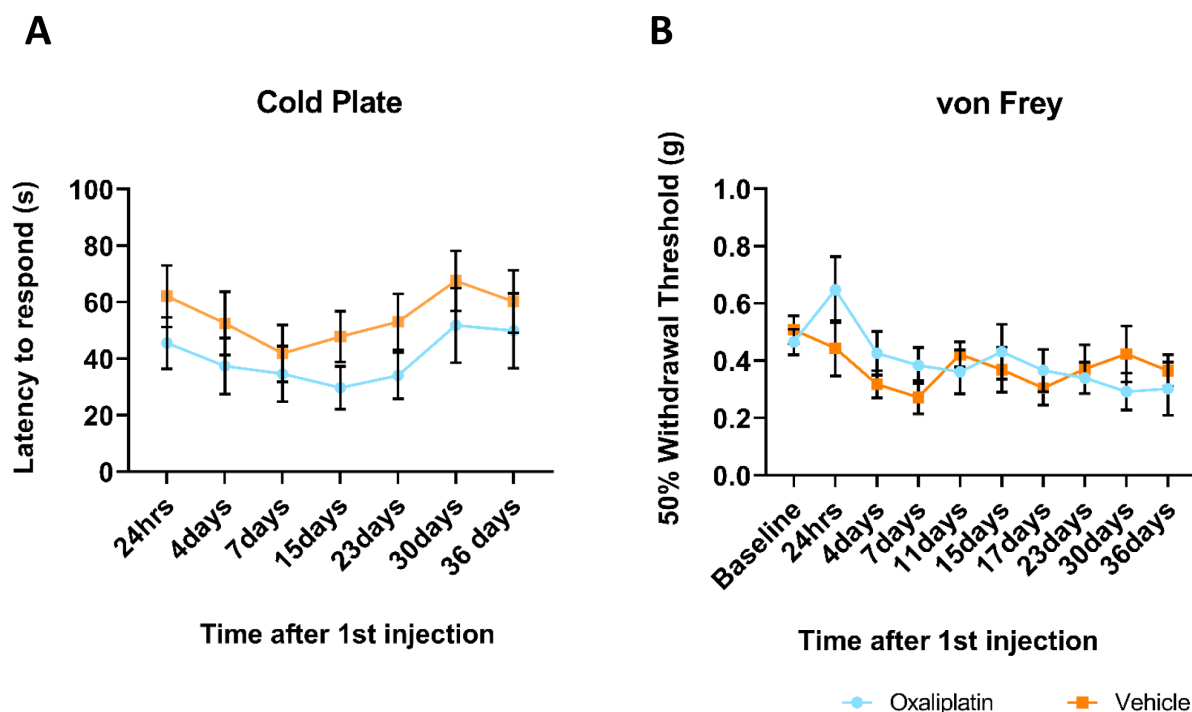 A
Cold Plate
Latency to respond (s)
100
80
60
40
20
0
24hrs
4days
7days
15days
23days
30days
36 days
Time after 1st injection
B
von Frey
50% Withdrawal Threshold (g)
1.0
0.8
0.6
0.4
0.2
0.0
Baseline
24hrs
4days
7days
11days
15days
17days
23days
30days
36days
Time after 1st injection
Oxaliplatin
Vehicle